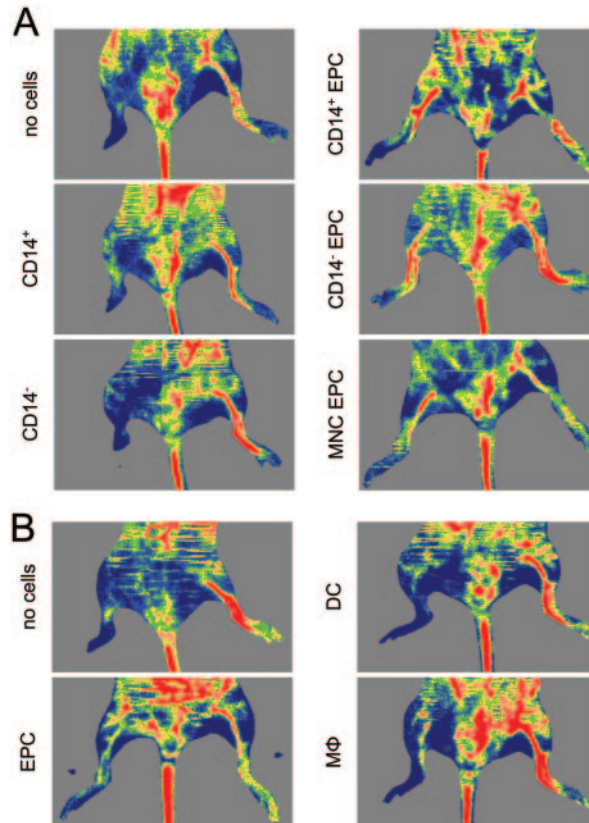 A
no cells
CD14⁺ EPC
CD14⁺
CD14⁻ EPC
CD14⁻
MNC EPC
B
no cells
DC
EPC
MΦ